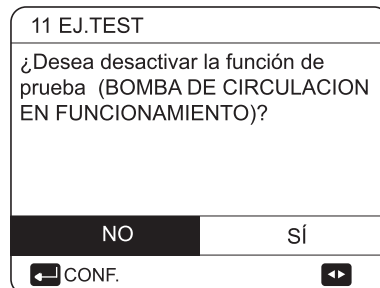 11 EJ.TEST
¿Desea desactivar la función de
prueba (BOMBA DE CIRCULACION
EN FUNCIONAMIENTO)?
NO SÍ
CONF.